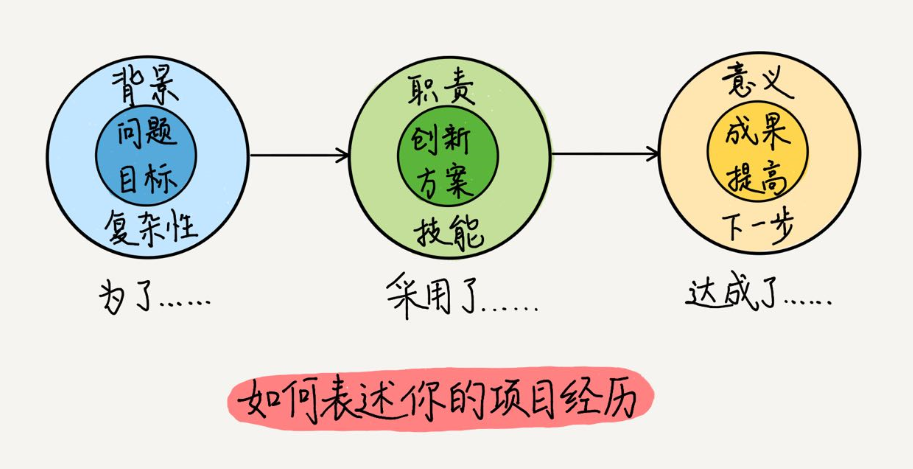 背景
问题
目标
复杂性
为了......
职责
创新
方案
技能
采用了......
意义
成果
提高
下一步
达成了......
如何表述你的项目经历